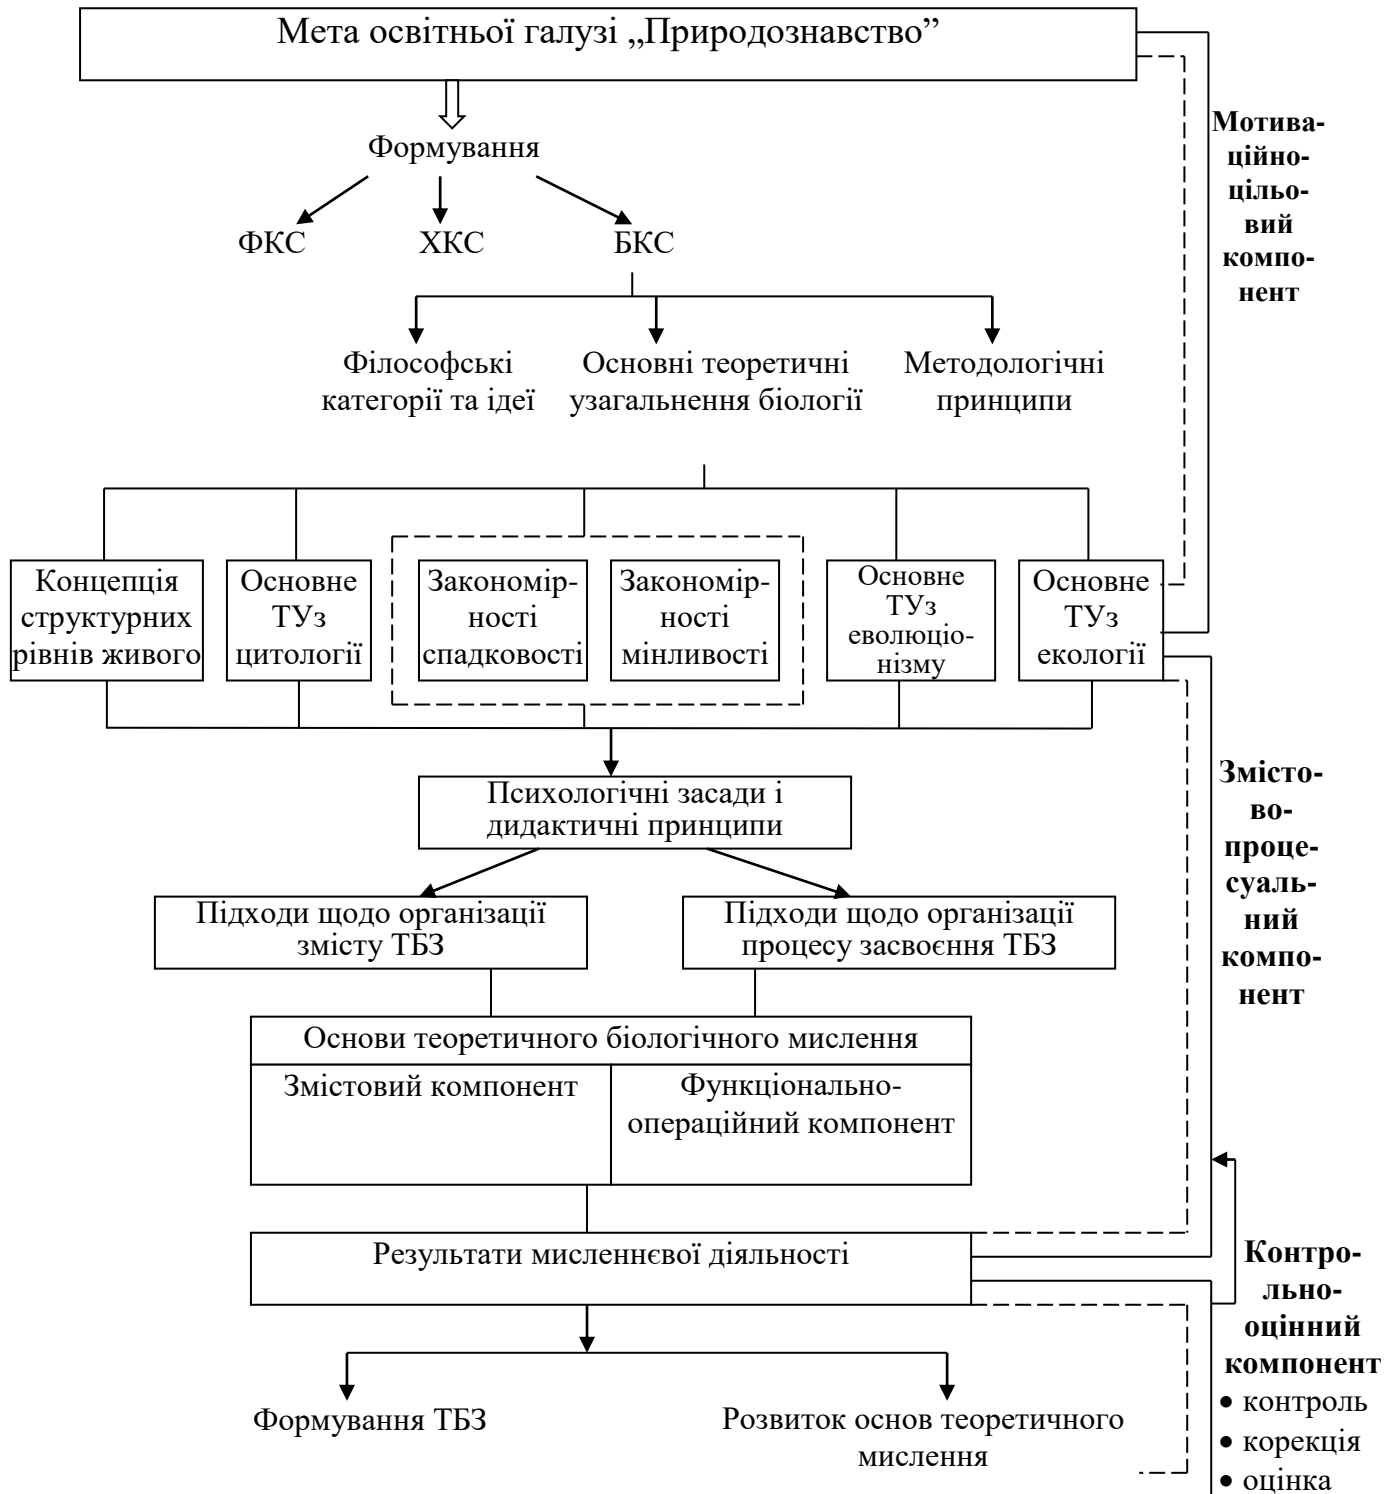 Мета освітньої галузі „Природознавство”
Формування
ФКС
ХКС
БКС
Мотива-
ційно-
цільо-
вий
компо-
нент
Філософські
категорії та ідеї
Основні теоретичні
узагальнення біології
Методологічні
принципи
Концепція
структурних
рівнів живого
Основне
ТУз
цитології
Закономір-
ності
спадковості
Закономір-
ності
мінливості
Основне
ТУз
еволюціо-
нізму
Основне
ТУз
екології
Психологічні засади і
дидактичні принципи
Підходи щодо організації
змісту ТБЗ
Підходи щодо організації
процесу засвоєння ТБЗ
Змісто-
во-
проце-
суаль-
ний
компо-
нент
Основи теоретичного біологічного мислення
Змістовий компонент
Функціонально-
операційний компонент
Результати мисленнєвої діяльності
Формування ТБЗ
Розвиток основ теоретичного
мислення
Контро-
льно-
оцінний
компонент
• контроль
• корекція
• оцінка